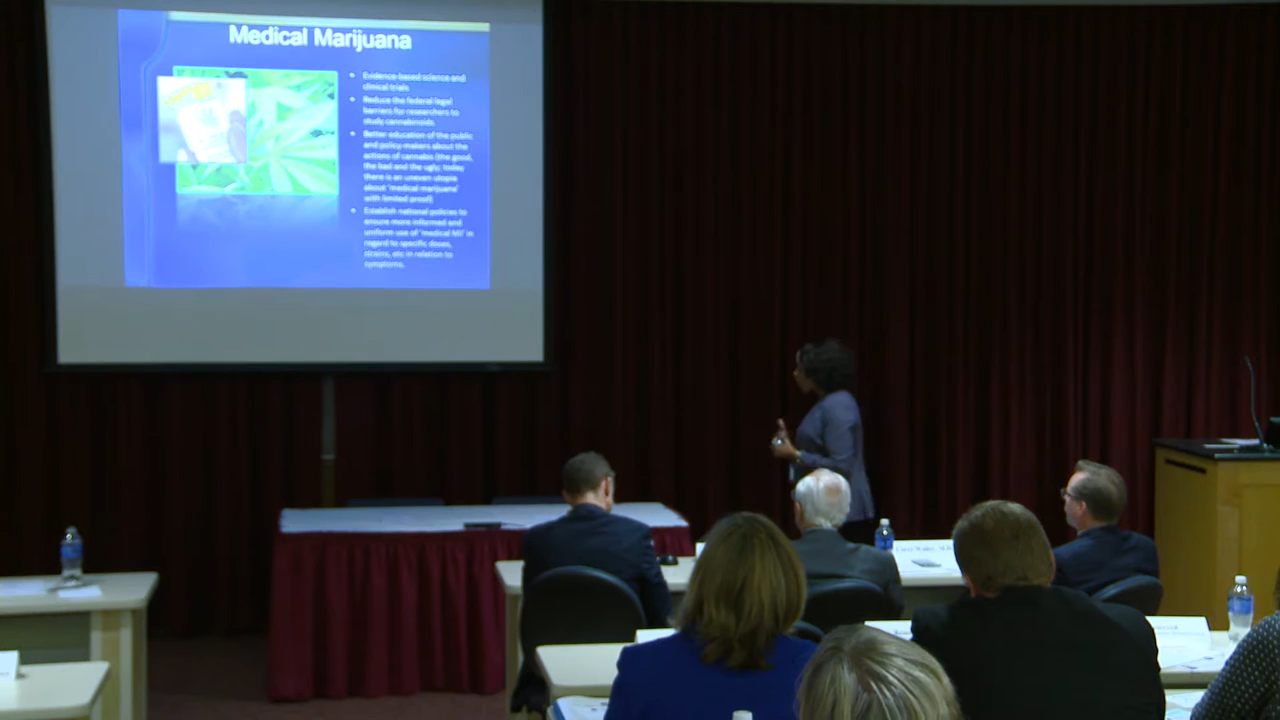 Medical Marijuana
• Evidence-based science and
clinical trials
• Reduce the federal legal
barriers for researchers to
study cannabinoids
• Better education of the public
and policy makers about the
actions of cannabis (the good,
the bad and the ugly; today
there is an uneven utopia
about 'medical marijuana'
with limited proof)
• Establish national policies to
ensure more informed and
uniform use of 'medical MJ' in
regard to specific doses,
strains, etc in relation to
symptoms.